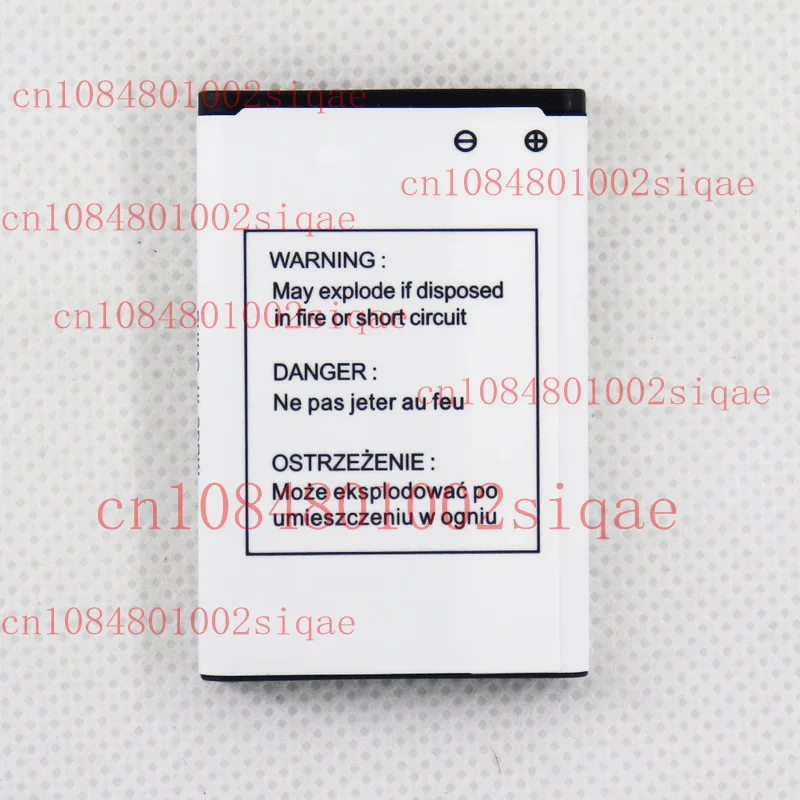 cn1084801002siqae
⊖ ⊕
cn1084801002siqae
cn1084801002siqae
WARNING :
May explode if disposed
in fire or short circuit
cn1084801002siqae
DANGER :
Ne pas jeter au feu
cn1084801002siqae
OSTRZEŻENIE :
Może eksplodować po
umieszczeniu w ogniu
cn1084801002siqae
cn1084801002siqae